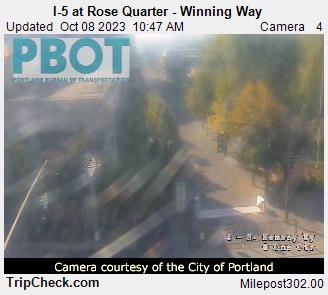 I-5 at Rose Quarter - Winning Way
Updated Oct 08 2023 10:47 AM Camera 4
PBOT
PORTLAND BUREAU OF TRANSPORTATION
Camera courtesy of the City of Portland
TripCheck.com Milepost302.00